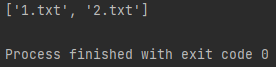 ['1.txt', '2.txt']
Process finished with exit code 0